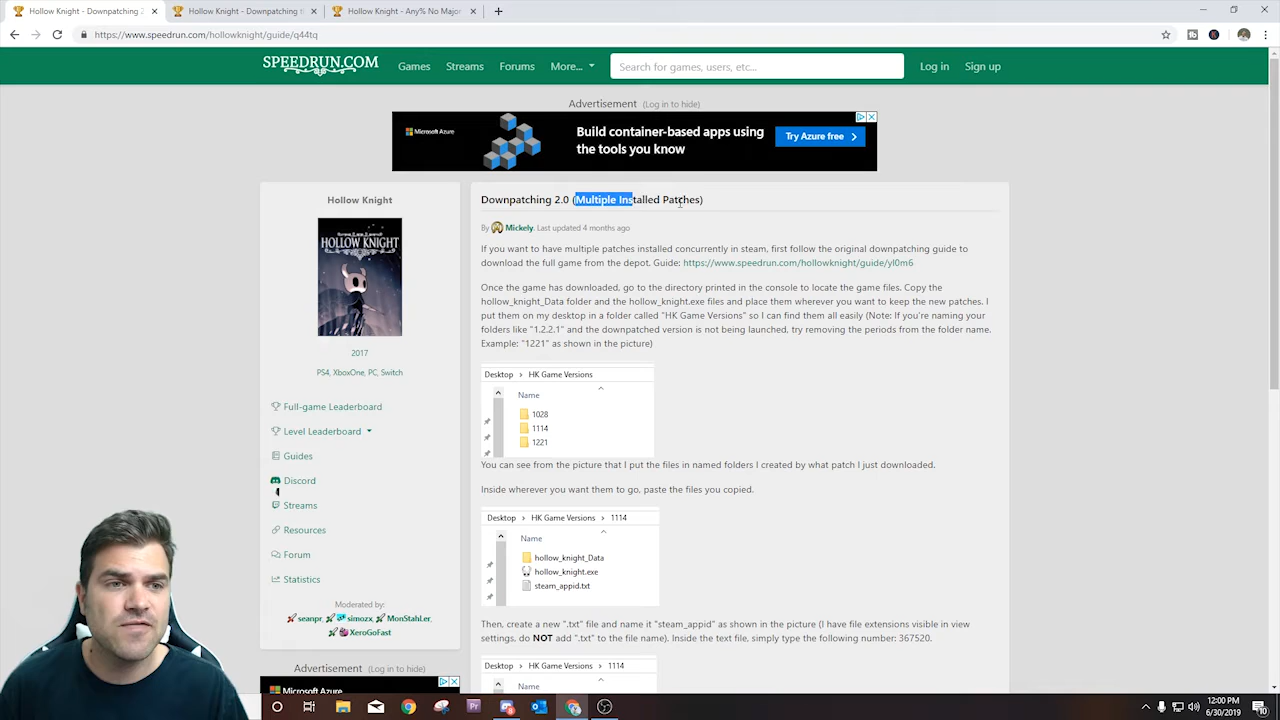 Hollow Knight - Downpatching 2.0
Hollow Knight - Downpatching th
Hollow Knight - Any% No Major
https://www.speedrun.com/hollowknight/guide/q44tq
SPEEDRUN.COM
Games
Streams
Forums
More...
Search for games, users, etc...
Log in
Sign up
Advertisement (Log in to hide)
Microsoft Azure
Build container-based apps using
the tools you know
Try Azure free
Hollow Knight
HOLLOW KNIGHT
2017
PS4, XboxOne, PC, Switch
Full-game Leaderboard
Level Leaderboard
Guides
Discord
Streams
Resources
Forum
Statistics
Moderated by:
seanpr, simozx, MonStahLer,
XeroGoFast
Advertisement (Log in to hide)
Microsoft Azure
Downpatching 2.0 (Multiple Installed Patches)
By Mickely. Last updated 4 months ago
If you want to have multiple patches installed concurrently in steam, first follow the original downpatching guide to
download the full game from the depot. Guide: https://www.speedrun.com/hollowknight/guide/yl0m6
Once the game has downloaded, go to the directory printed in the console to locate the game files. Copy the
hollow_knight_Data folder and the hollow_knight.exe files and place them wherever you want to keep the new patches. I
put them on my desktop in a folder called "HK Game Versions" so I can find them all easily (Note: If you're naming your
folders like "1.2.2.1" and the downpatched version is not being launched, try removing the periods from the folder name.
Example: "1221" as shown in the picture)
Desktop > HK Game Versions
Name
1028
1114
1221
You can see from the picture that I put the files in named folders I created by what patch I just downloaded.
Inside wherever you want them to go, paste the files you copied.
Desktop > HK Game Versions > 1114
Name
hollow_knight_Data
hollow_knight.exe
steam_appid.txt
Then, create a new ".txt" file and name it "steam_appid" as shown in the picture (I have file extensions visible in view
settings, do NOT add ".txt" to the file name). Inside the text file, simply type the following number: 367520.
Desktop > HK Game Versions > 1114
Name
12:00 PM
6/30/2019